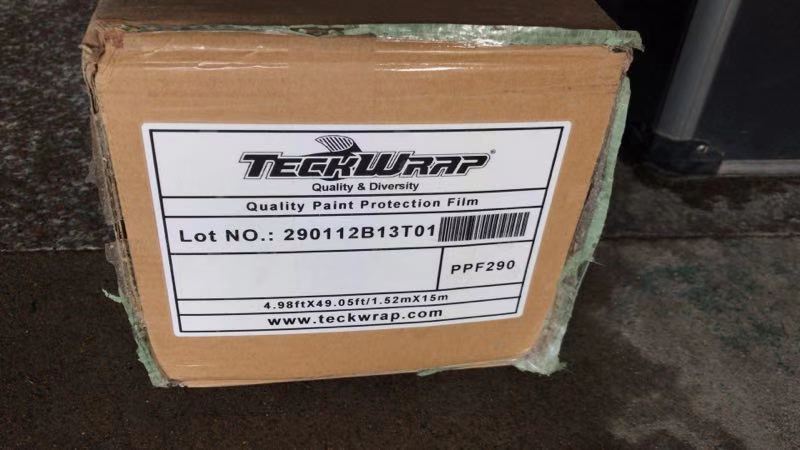 TECKWRAP®
Quality & Diversity
Quality Paint Protection Film
Lot NO.: 290112B13T01
PPF290
4.98ftX49.05ft/1.52mX15m
www.teckwrap.com